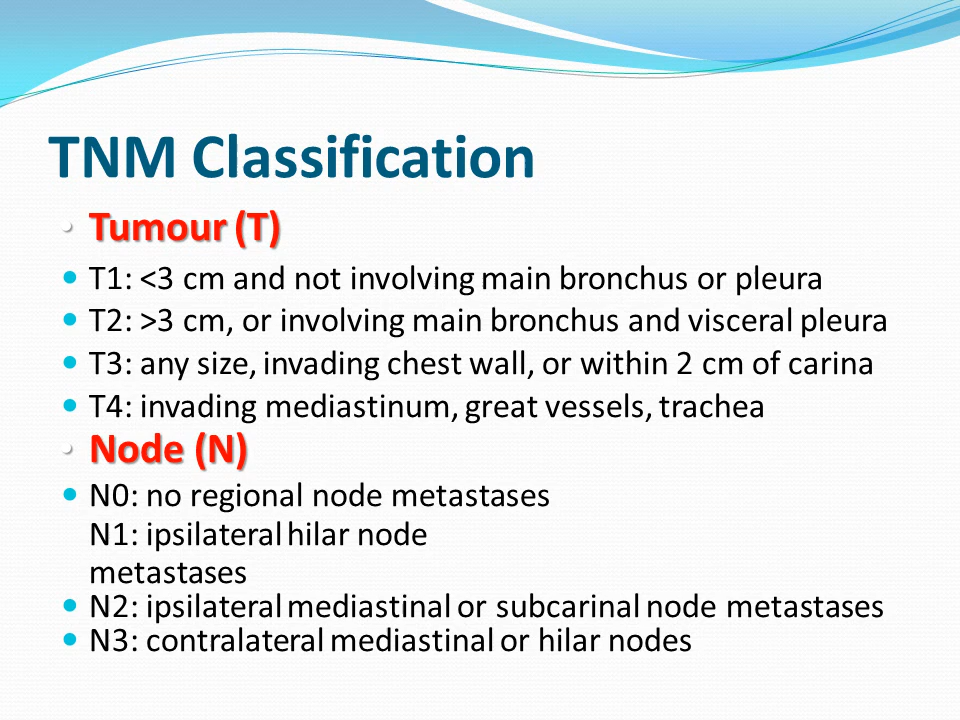 TNM Classification
• Tumour (T)
• T1: <3 cm and not involving main bronchus or pleura
• T2: >3 cm, or involving main bronchus and visceral pleura
• T3: any size, invading chest wall, or within 2 cm of carina
• T4: invading mediastinum, great vessels, trachea
• Node (N)
• N0: no regional node metastases
N1: ipsilateral hilar node
metastases
• N2: ipsilateral mediastinal or subcarinal node metastases
• N3: contralateral mediastinal or hilar nodes